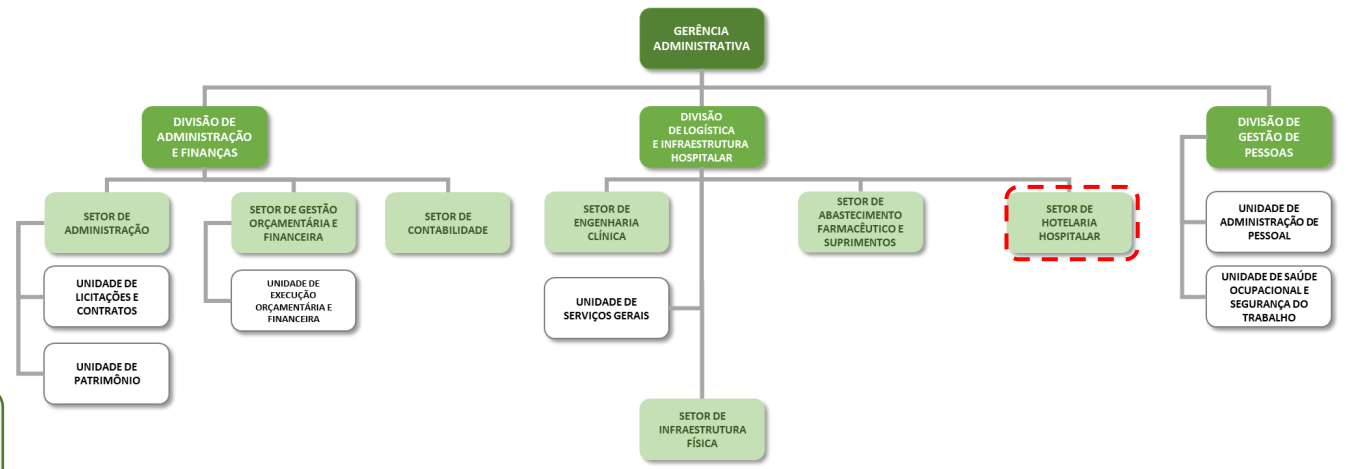 GERÊNCIA
ADMINISTRATIVA
DIVISÃO DE
ADMINISTRAÇÃO
E FINANÇAS
DIVISÃO
DE LOGÍSTICA
E INFRAESTRUTURA
HOSPITALAR
DIVISÃO DE
GESTÃO DE
PESSOAS
SETOR DE
ADMINISTRAÇÃO
SETOR DE GESTÃO
ORÇAMENTÁRIA E
FINANCEIRA
SETOR DE
CONTABILIDADE
SETOR DE
ENGENHARIA
CLÍNICA
SETOR DE
ABASTECIMENTO
FARMACÊUTICO E
SUPRIMENTOS
SETOR DE
HOTELARIA
HOSPITALAR
UNIDADE DE
ADMINISTRAÇÃO DE
PESSOAL
UNIDADE DE
LICITAÇÕES E
CONTRATOS
UNIDADE DE
EXECUÇÃO
ORÇAMENTÁRIA E
FINANCEIRA
UNIDADE DE
SERVIÇOS GERAIS
UNIDADE DE SAÚDE
OCUPACIONAL E
SEGURANÇA DO
TRABALHO
UNIDADE DE
PATRIMÔNIO
SETOR DE
INFRAESTRUTURA
FÍSICA